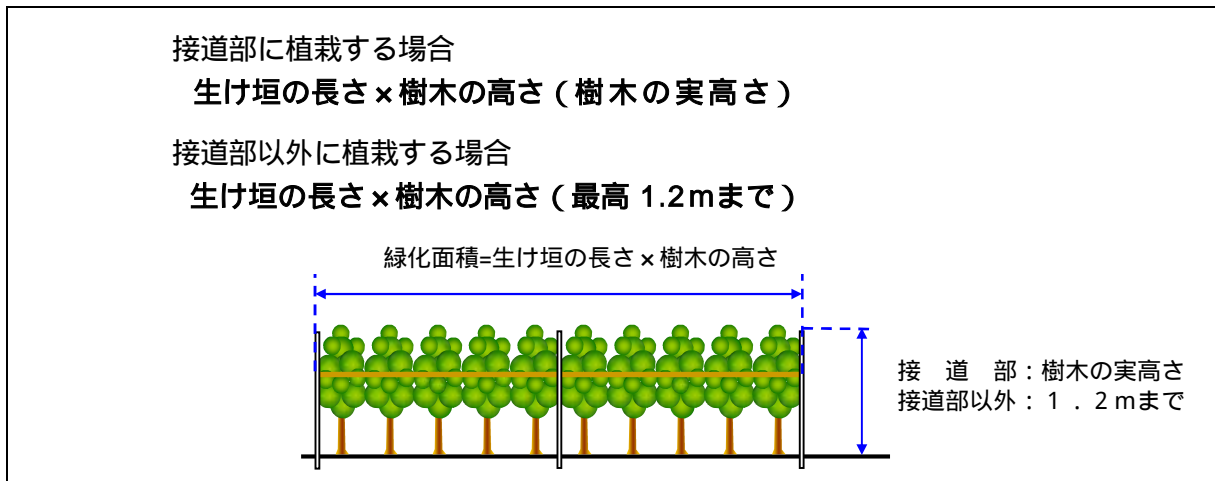 接道部に植栽する場合
生け垣の長さ×樹木の高さ（樹木の実高さ）
接道部以外に植栽する場合
生け垣の長さ×樹木の高さ（最高 1.2mまで）
緑化面積=生け垣の長さ×樹木の高さ
接　道　部：樹木の実高さ
接道部以外：１．２mまで